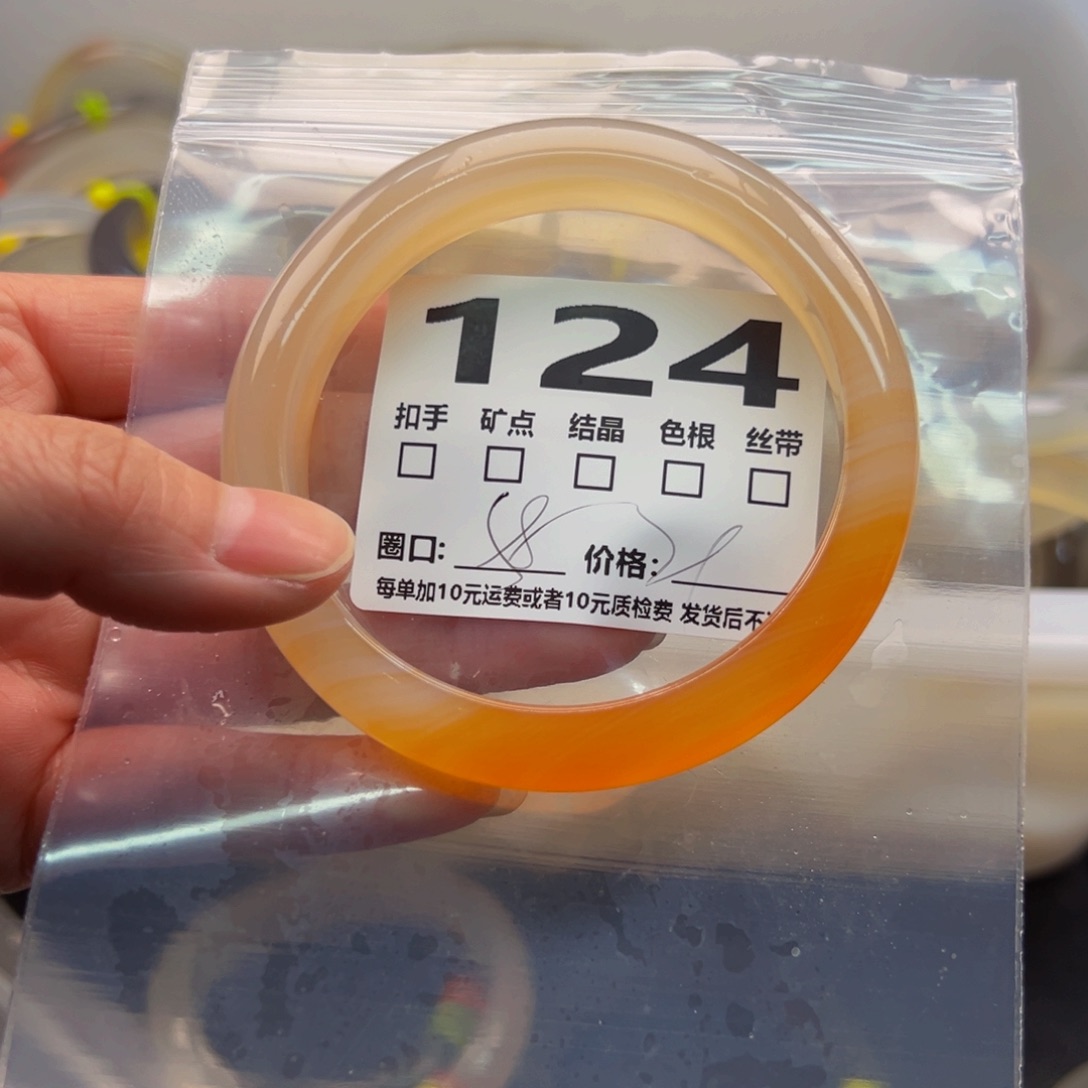 124
扣手 矿点 结晶 色根 丝带
圈口: 58 价格:
每单加10元运费或者10元质检费 发货后不